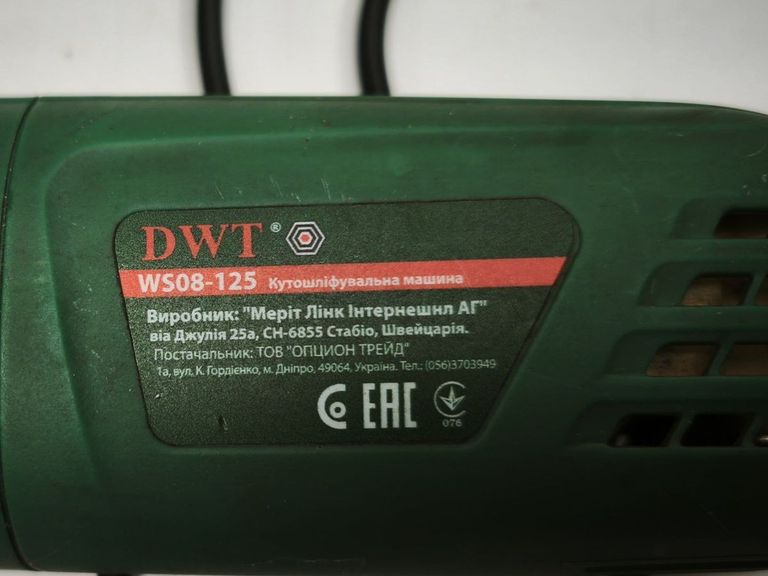 DWT ®
WS08-125 Кутошліфувальна машина
Виробник: "Меріт Лінк Інтернешнл АГ"
віа Джулія 25а, CH-6855 Стабіо, Швейцарія.
Постачальник: ТОВ "ОПЦИОН ТРЕЙД"
1а, вул. К. Гордієнко, м. Дніпро, 49064, Україна. Тел.: (056)3703949
EAC
076